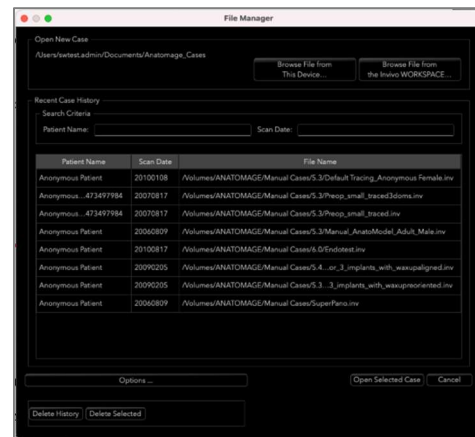 File Manager
Open New Case
/Users/swtest.admin/Documents/Anatomage_Cases
Browse File from
This Device...
Browse File from
the Invivo WORKSPACE...
Recent Case History
Search Criteria
Patient Name:
Scan Date:
Patient Name Scan Date File Name
Anonymous Patient 20100108 /Volumes/ANATOMAGE/Manual Cases/5.3/Default Tracing_Anonymous Female.inv
Anonymous...473497984 20070817 /Volumes/ANATOMAGE/Manual Cases/5.3/Preop_small_traced3doms.inv
Anonymous...473497984 20070817 /Volumes/ANATOMAGE/Manual Cases/5.3/Preop_small_traced.inv
Anonymous Patient 20060809 /Volumes/ANATOMAGE/Manual Cases/5.3/Manual_AnatoModel_Adult_Male.inv
Anonymous Patient 20100817 /Volumes/ANATOMAGE/Manual Cases/6.0/Endotest.inv
Anonymous Patient 20090205 /Volumes/ANATOMAGE/Manual Cases/5.4...or_3_implants_with_waxupaligned.inv
Anonymous Patient 20090205 /Volumes/ANATOMAGE/Manual Cases/5.3...3_implants_with_waxupreoriented.inv
Anonymous Patient 20060809 /Volumes/ANATOMAGE/Manual Cases/SuperPano.inv
Options ...
Open Selected Case
Cancel
Delete History
Delete Selected